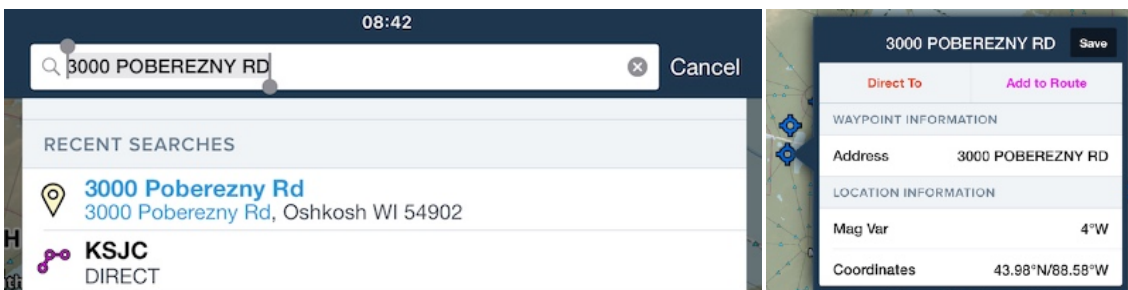 08:42
3000 POBEREZNY RD
Cancel
RECENT SEARCHES
3000 Poberezny Rd
3000 Poberezny Rd, Oshkosh WI 54902
KSJC
DIRECT
H
3000 POBEREZNY RD Save
Direct To Add to Route
WAYPOINT INFORMATION
Address 3000 POBEREZNY RD
LOCATION INFORMATION
Mag Var 4°W
Coordinates 43.98°N/88.58°W